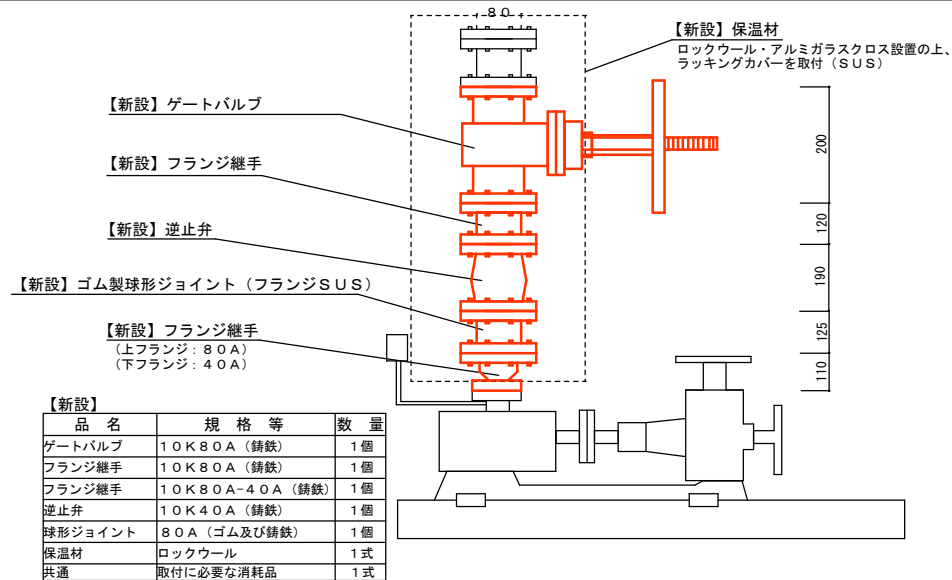 80
【新設】保温材
ロックウール・アルミガラスクロス設置の上、
ラッキングカバーを取付（ＳＵＳ）
【新設】ゲートバルブ
【新設】フランジ継手
【新設】逆止弁
【新設】ゴム製球形ジョイント（フランジＳＵＳ）
【新設】フランジ継手
（上フランジ：８０Ａ）
（下フランジ：４０Ａ）
200
120
190
125
110
【新設】
品　名　規　格　等　数　量
ゲートバルブ　１０Ｋ８０Ａ（鋳鉄）　１個
フランジ継手　１０Ｋ８０Ａ（鋳鉄）　１個
フランジ継手　１０Ｋ８０Ａ-４０Ａ（鋳鉄）　１個
逆止弁　１０Ｋ４０Ａ（鋳鉄）　１個
球形ジョイント　８０Ａ（ゴム及び鋳鉄）　１個
保温材　ロックウール　１式
共通　取付に必要な消耗品　１式